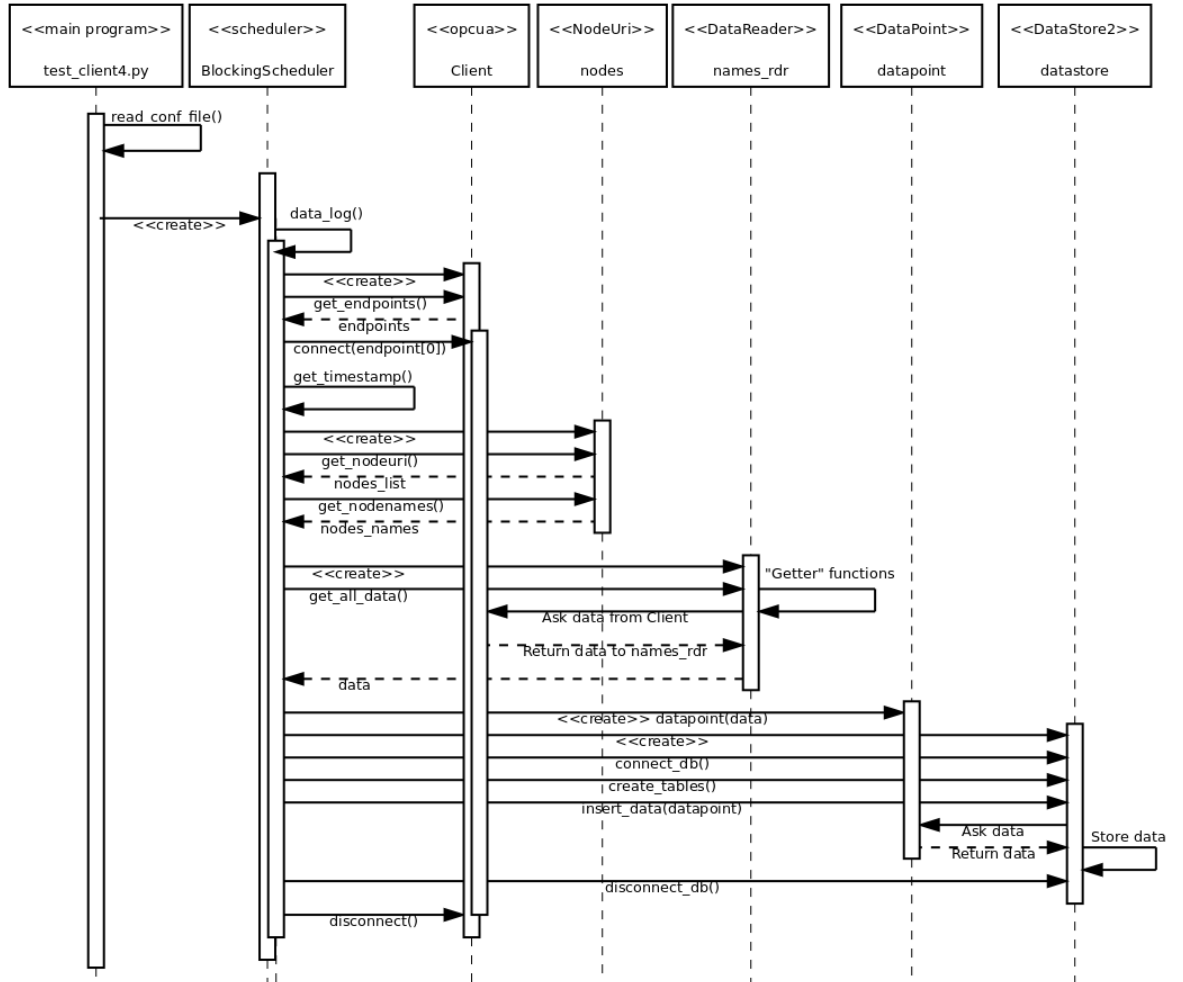 <<main program>>
test_client4.py
<<scheduler>>
BlockingScheduler
<<opcua>>
Client
<<NodeUri>>
nodes
<<DataReader>>
names_rdr
<<DataPoint>>
datapoint
<<DataStore2>>
datastore
read_conf_file()
<<create>>
data_log()
<<create>>
get_endpoints()
endpoints
connect(endpoint[0])
get_timestamp()
<<create>>
get_nodeuri()
nodes_list
get_nodenames()
nodes_names
<<create>>
"Getter" functions
get_all_data()
Ask data from Client
Return data to names_rdr
data
<<create>> datapoint(data)
<<create>>
connect_db()
create_tables()
insert_data(datapoint)
Ask data
Store data
Return data
disconnect_db()
disconnect()